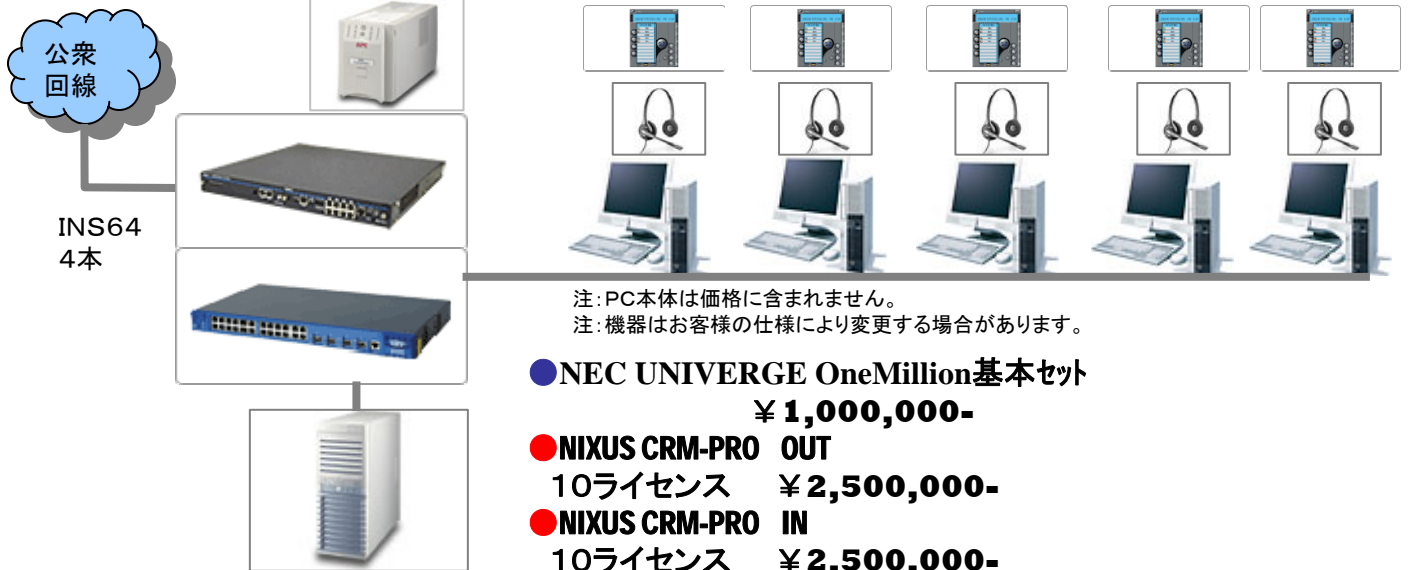 公衆
回線
APC
INS64
4本
注：PC本体は価格に含まれません。
注：機器はお客様の仕様により変更する場合があります。
●NEC UNIVERGE OneMillion基本セット
￥1,000,000-
●NIXUS CRM-PRO OUT
10ライセンス ￥2,500,000-
●NIXUS CRM-PRO IN
10ライセンス ￥2,500,000-